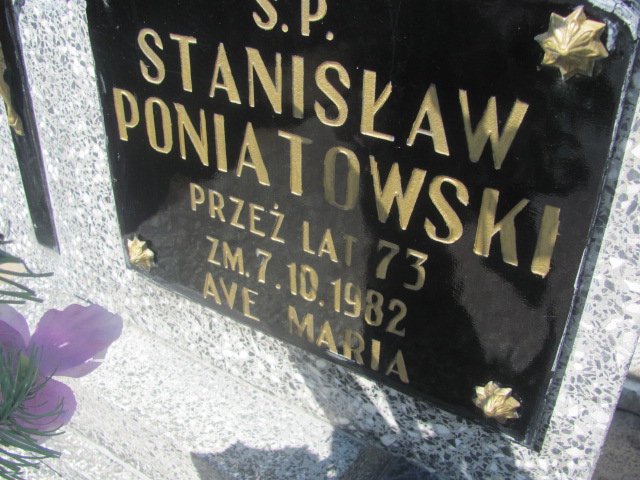 Ś.P.
STANISŁAW
PONIATOWSKI
PRZEŻ LAT 73
ZM. 7.10.1982
AVE MARIA